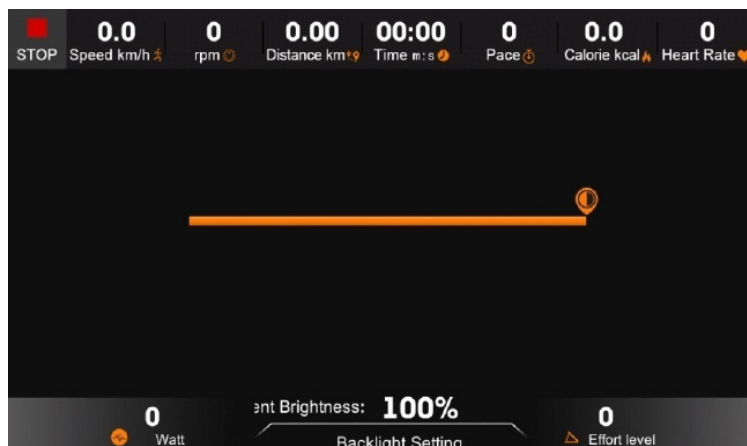 0.0 0 0.00 00:00 0 0.0 0
STOP Speed km/h rpm Distance km Time m:s Pace Calorie kcal Heart Rate
0 ent Brightness: 100% 0
Watt Backlight Setting Effort level